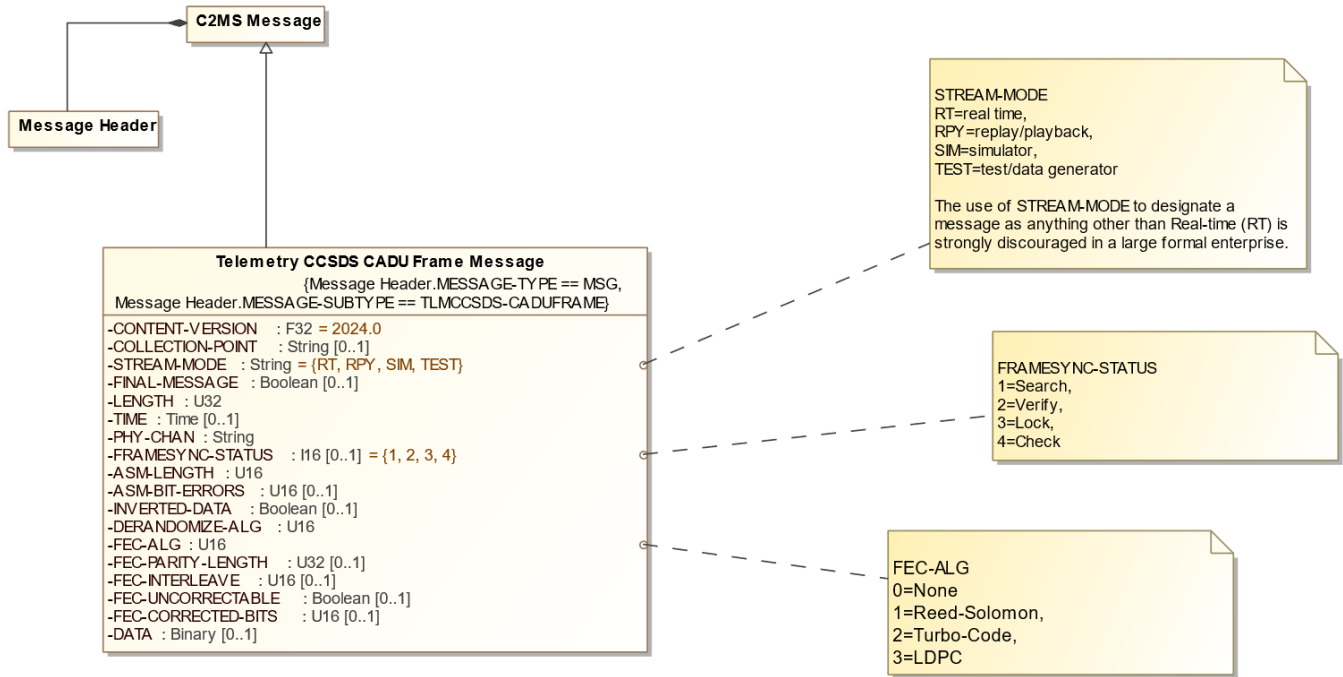 C2MS Message
Message Header
STREAM-MODE
RT=real time,
RPY=replay/playback,
SIM=simulator,
TEST=test/data generator
The use of STREAM-MODE to designate a
message as anything other than Real-time (RT) is
strongly discouraged in a large formal enterprise.
Telemetry CCSDS CADU Frame Message
{Message Header.MESSAGE-TYPE == MSG,
Message Header.MESSAGE-SUBTYPE == TLMCCSDS-CADUFRAME}
-CONTENT-VERSION : F32 = 2024.0
-COLLECTION-POINT : String [0..1]
-STREAM-MODE : String = {RT, RPY, SIM, TEST}
-FINAL-MESSAGE : Boolean [0..1]
-LENGTH : U32
-TIME : Time [0..1]
-PHY-CHAN : String
-FRAMESYNC-STATUS : I16 [0..1] = {1, 2, 3, 4}
-ASM-LENGTH : U16
-ASM-BIT-ERRORS : U16 [0..1]
-INVERTED-DATA : Boolean [0..1]
-DERANDOMIZE-ALG : U16
-FEC-ALG : U16
-FEC-PARITY-LENGTH : U32 [0..1]
-FEC-INTERLEAVE : U16 [0..1]
-FEC-UNCORRECTABLE : Boolean [0..1]
-FEC-CORRECTED-BITS : U16 [0..1]
-DATA : Binary [0..1]
FRAMESYNC-STATUS
1=Search,
2=Verify,
3=Lock,
4=Check
FEC-ALG
0=None
1=Reed-Solomon,
2=Turbo-Code,
3=LDPC